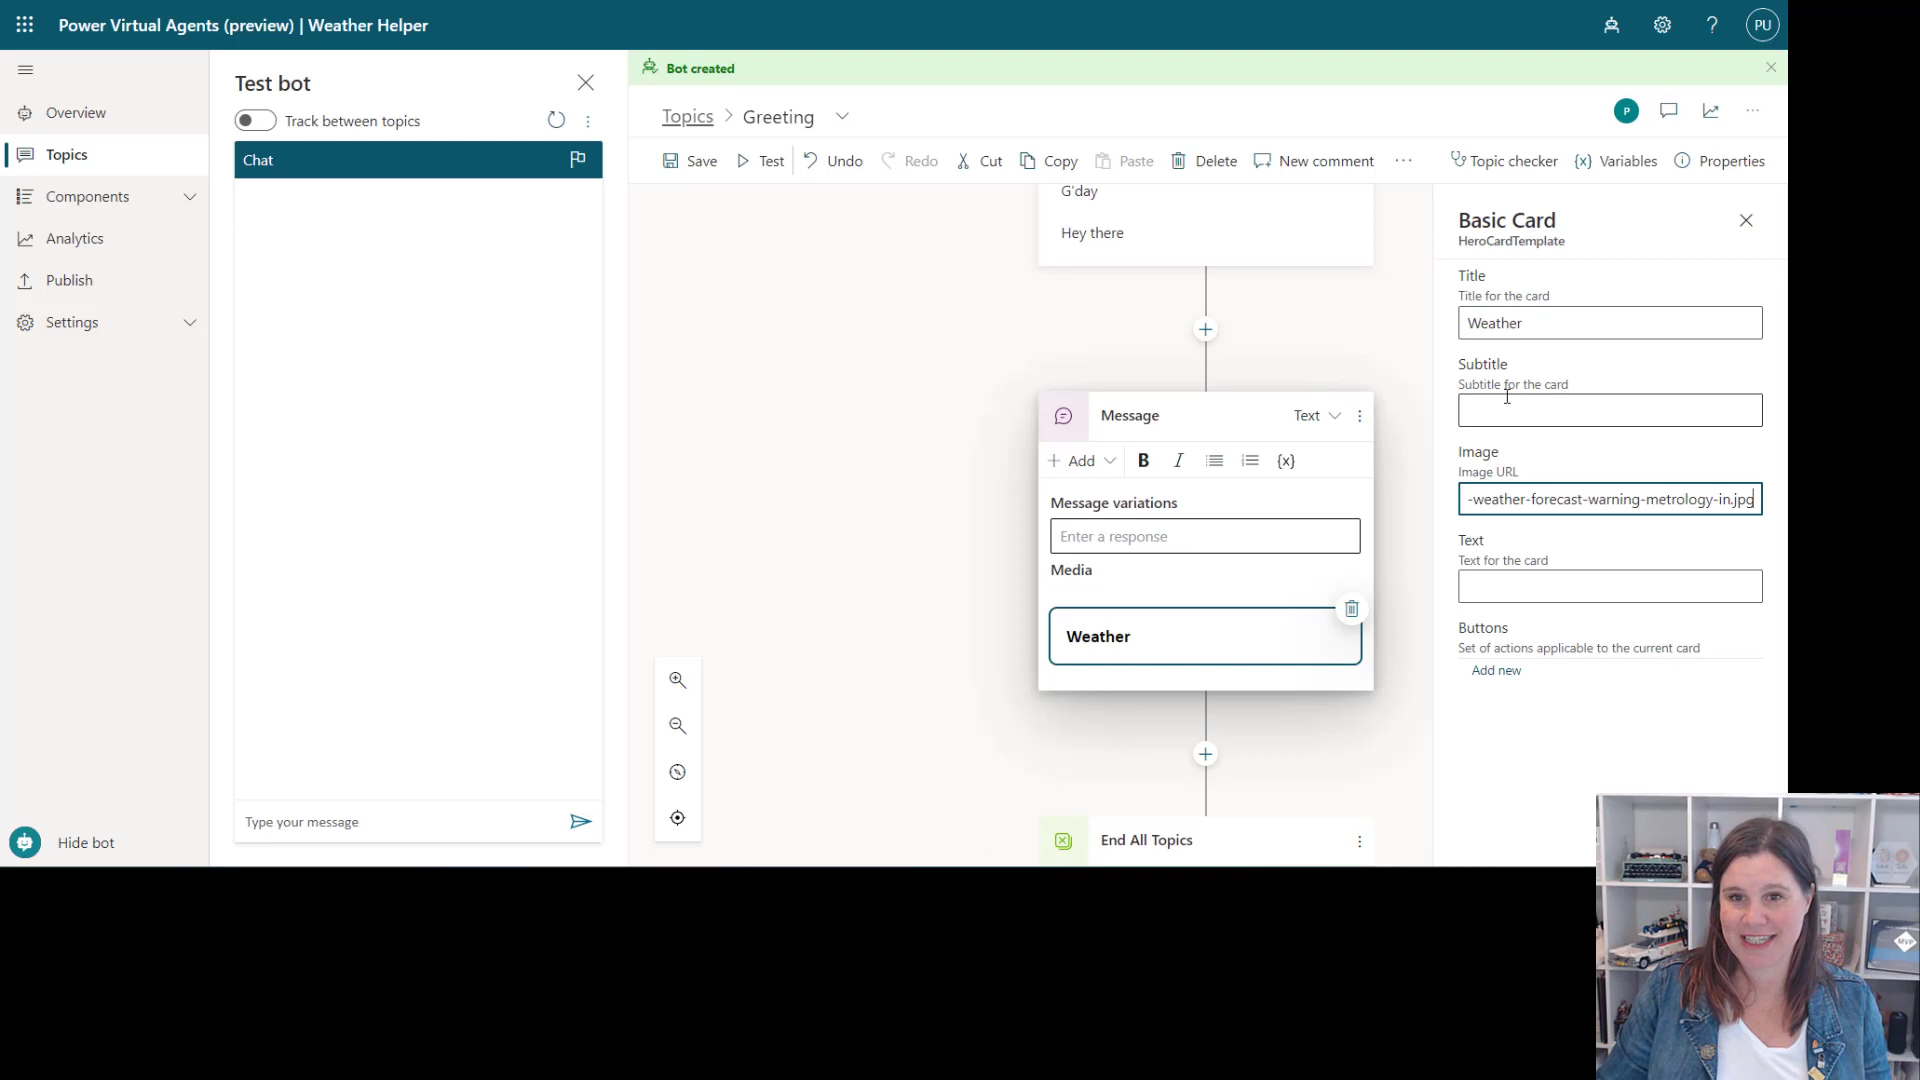 Power Virtual Agents (preview) | Weather Helper
PU
Overview
Topics
Components
Analytics
Publish
Settings
Hide bot
Test bot
Track between topics
Chat
Type your message
Bot created
Topics > Greeting
P
Save
Test
Undo
Redo
Cut
Copy
Paste
Delete
New comment
Topic checker
{x} Variables
Properties
G'day
Hey there
Message
Text
+ Add
B
I
{x}
Message variations
Enter a response
Media
Weather
End All Topics
Basic Card
HeroCardTemplate
Title
Title for the card
Weather
Subtitle
Subtitle for the card
Image
Image URL
-weather-forecast-warning-metrology-in.jpg
Text
Text for the card
Buttons
Set of actions applicable to the current card
Add new
MVP